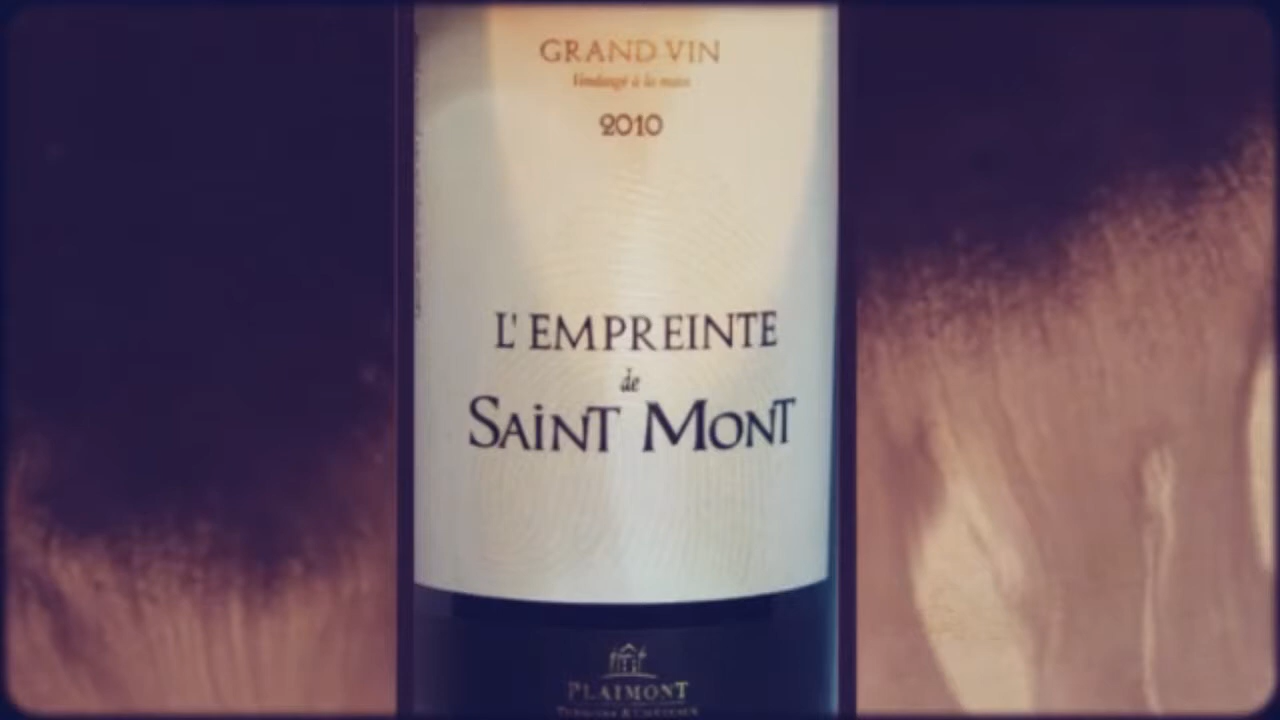 GRAND VIN
Vendangé à la main
2010
L'EMPREINTE
de
SAiNT MONT
PLAIMONT